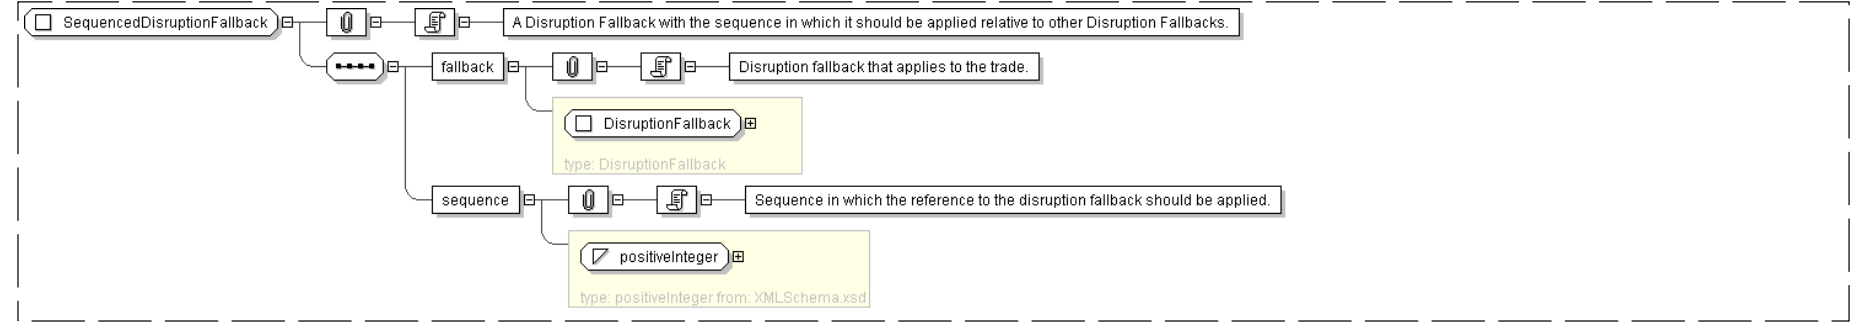 SequencedDisruptionFallback
A Disruption Fallback with the sequence in which it should be applied relative to other Disruption Fallbacks.
fallback
Disruption fallback that applies to the trade.
DisruptionFallback
type: DisruptionFallback
sequence
Sequence in which the reference to the disruption fallback should be applied.
positiveInteger
type: positiveInteger from: XMLSchema.xsd